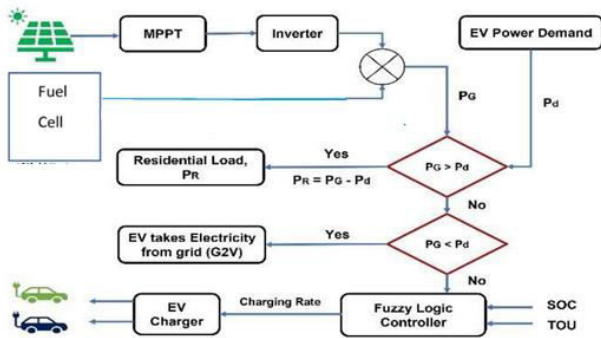 MPPT
Inverter
EV Power Demand
Fuel
Cell
PG
Pd
Residential Load,
PR
Yes
PR = PG - Pd
PG > Pd
No
EV takes Electricity
from grid (G2V)
Yes
PG < Pd
No
EV
Charger
Charging Rate
Fuzzy Logic
Controller
SOC
TOU